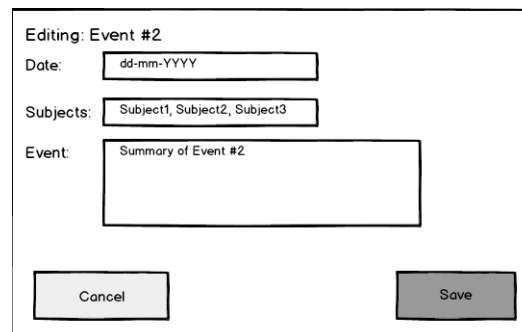 Editing: Event #2
Date: dd-mm-YYYY
Subjects: Subject1, Subject2, Subject3
Event: Summary of Event #2
Cancel Save